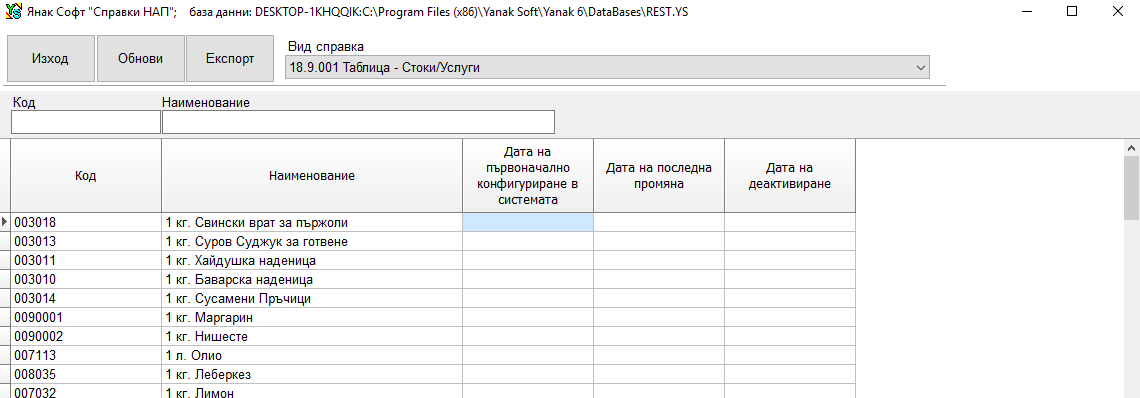 Янак Софт "Справки НАП"; база данни: DESKTOP-1KHQQIK:C:\Program Files (x86)\Yanak Soft\Yanak 6\DataBases\REST.YS
Изход Обнови Експорт
Вид справка
18.9.001 Таблица - Стоки/Услуги
Код Наименование
Код Наименование Дата на първоначално конфигуриране в системата Дата на последна промяна Дата на деактивиране
003018 1 кг. Свински врат за пържоли
003013 1 кг. Суров Суджук за готвене
003011 1 кг. Хайдушка наденица
003010 1 кг. Баварска наденица
003014 1 кг. Сусамени Пръчици
0090001 1 кг. Маргарин
0090002 1 кг. Нишесте
007113 1 л. Олио
008035 1 кг. Леберкез
007032 1 кг. Лимон